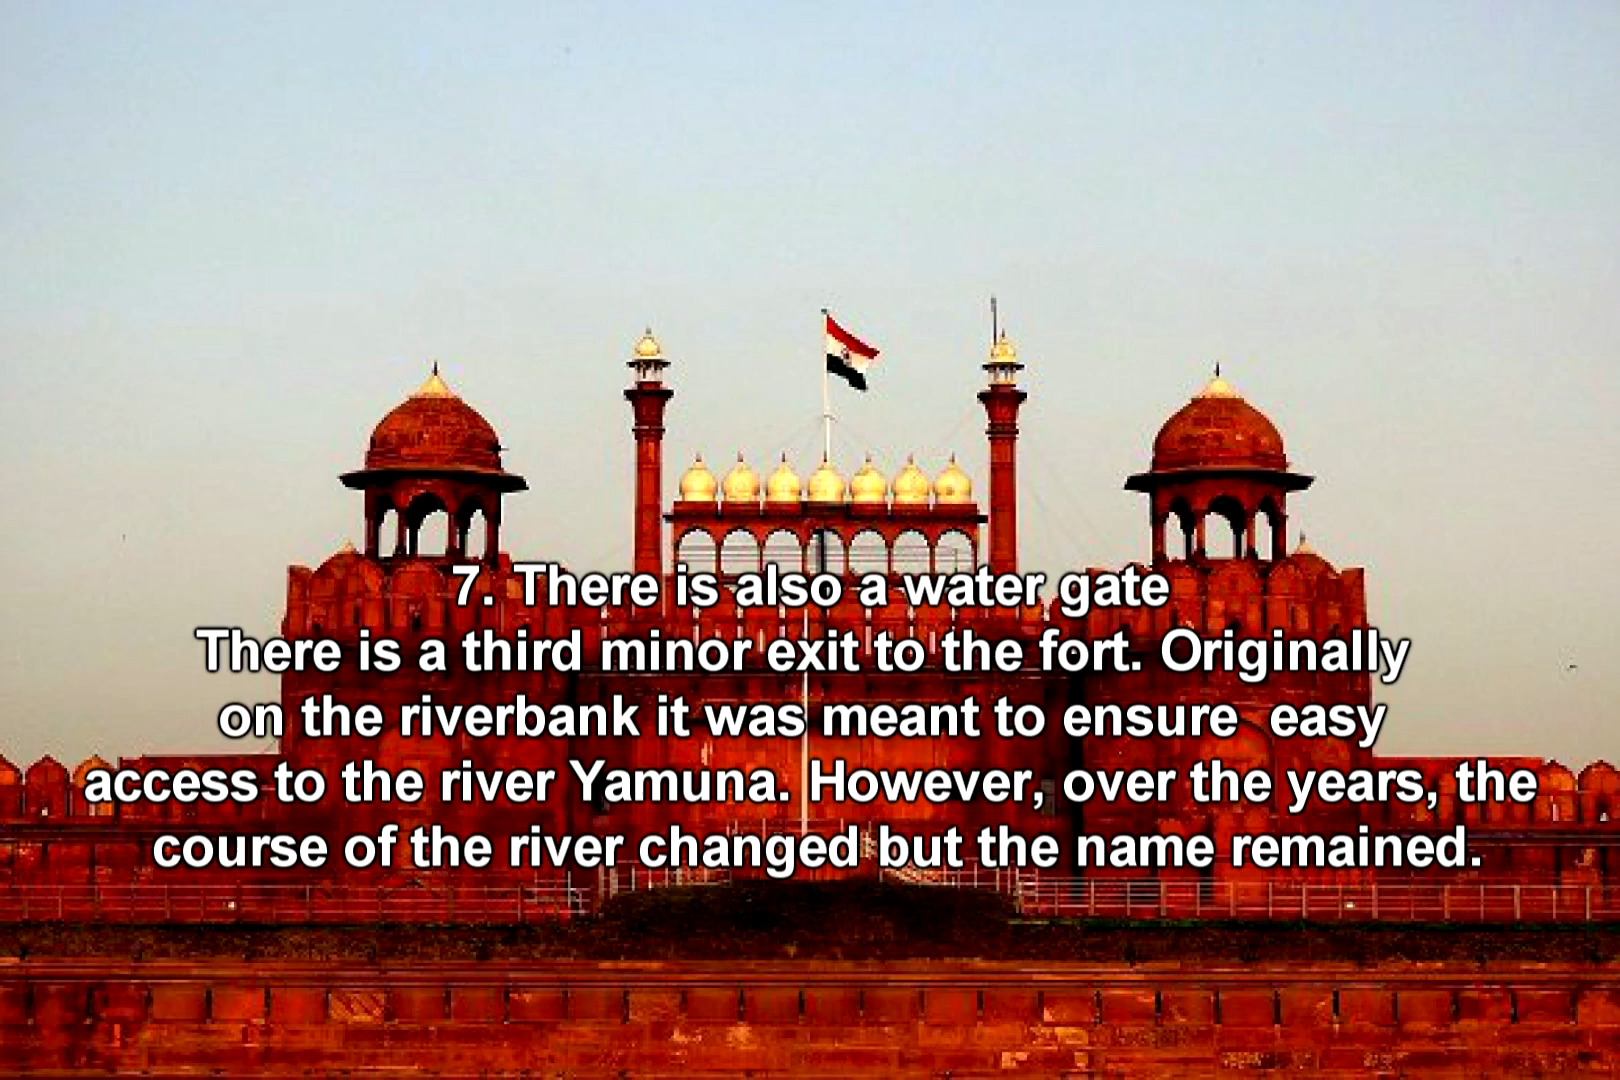 7. There is also a water gate
There is a third minor exit to the fort. Originally
on the riverbank it was meant to ensure  easy
access to the river Yamuna. However, over the years, the
course of the river changed but the name remained.